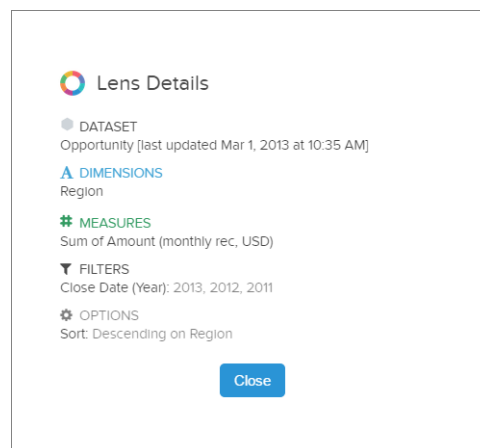 Lens Details
DATASET
Opportunity [last updated Mar 1, 2013 at 10:35 AM]
DIMENSIONS
Region
MEASURES
Sum of Amount (monthly rec, USD)
FILTERS
Close Date (Year): 2013, 2012, 2011
OPTIONS
Sort: Descending on Region
Close